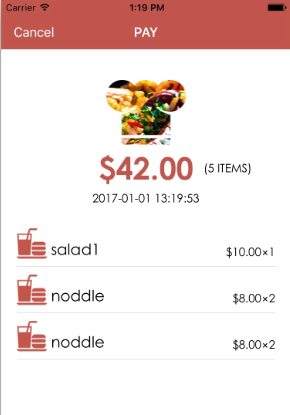 Carrier 1:19 PM
Cancel PAY
$42.00 (5 ITEMS)
2017-01-01 13:19:53
salad1 $10.00×1
noddle $8.00×2
noddle $8.00×2